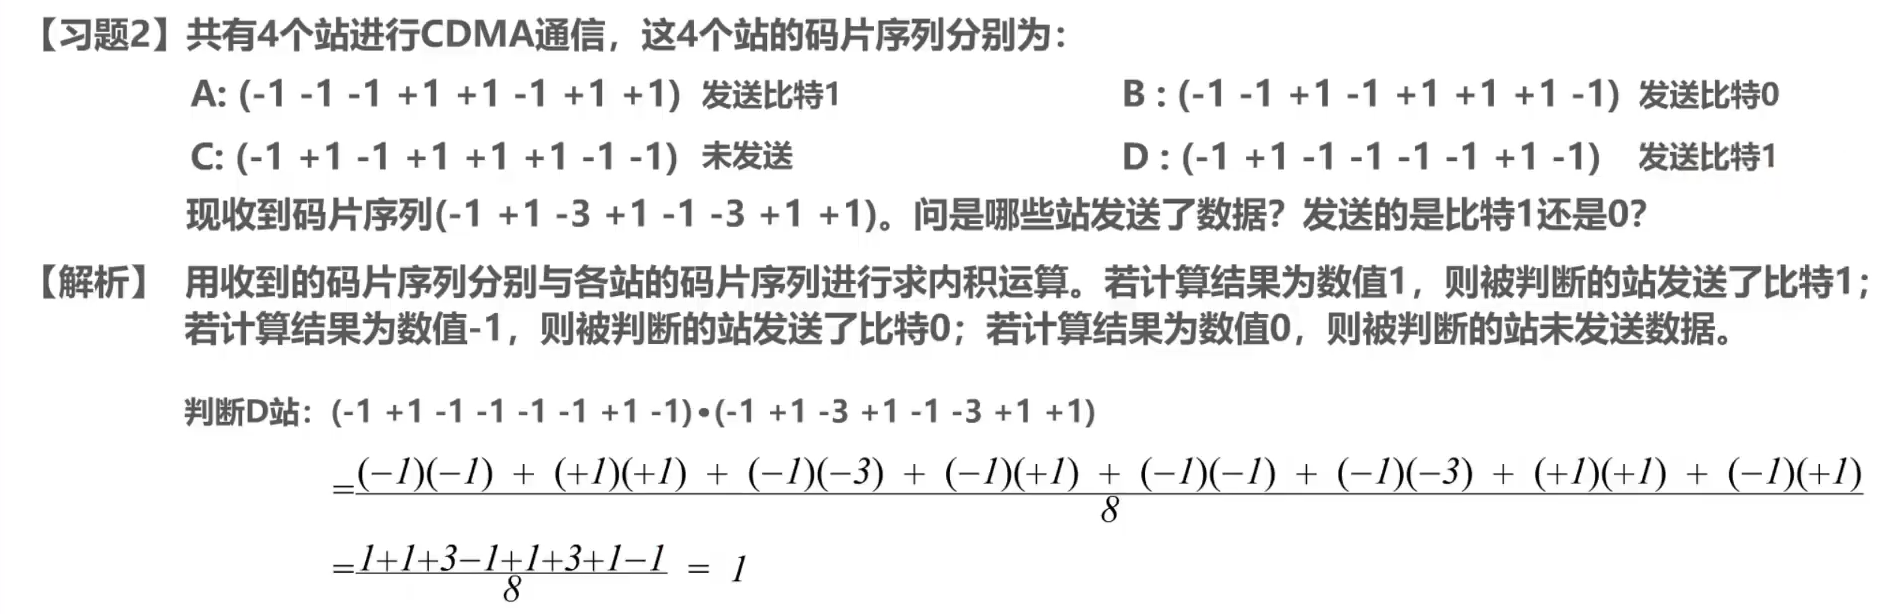 【习题2】共有4个站进行CDMA通信，这4个站的码片序列分别为：
A: (-1 -1 -1 +1 +1 -1 +1 +1) 发送比特1 B : (-1 -1 +1 -1 +1 +1 +1 -1) 发送比特0
C: (-1 +1 -1 +1 +1 +1 -1 -1) 未发送 D : (-1 +1 -1 -1 -1 -1 +1 -1) 发送比特1
现收到码片序列(-1 +1 -3 +1 -1 -3 +1 +1)。问是哪些站发送了数据？发送的是比特1还是0？
【解析】 用收到的码片序列分别与各站的码片序列进行求内积运算。若计算结果为数值1，则被判断的站发送了比特1；
若计算结果为数值-1，则被判断的站发送了比特0；若计算结果为数值0，则被判断的站未发送数据。
判断D站：(-1 +1 -1 -1 -1 -1 +1 -1)•(-1 +1 -3 +1 -1 -3 +1 +1)
=(−1)(−1) + (+1)(+1) + (−1)(−3) + (−1)(+1) + (−1)(−1) + (−1)(−3) + (+1)(+1) + (−1)(+1)
8
=1+1+3−1+1+3+1−1 = 1
8